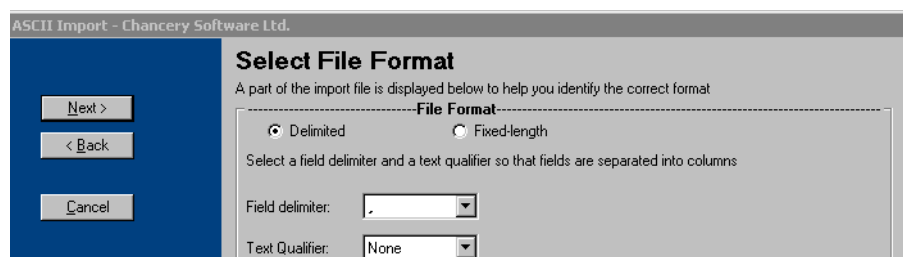 ASCII Import - Chancery Software Ltd.
Select File Format
A part of the import file is displayed below to help you identify the correct format
File Format
Next >
Delimited Fixed-length
< Back
Select a field delimiter and a text qualifier so that fields are separated into columns
Cancel
Field delimiter: ,
Text Qualifier: None